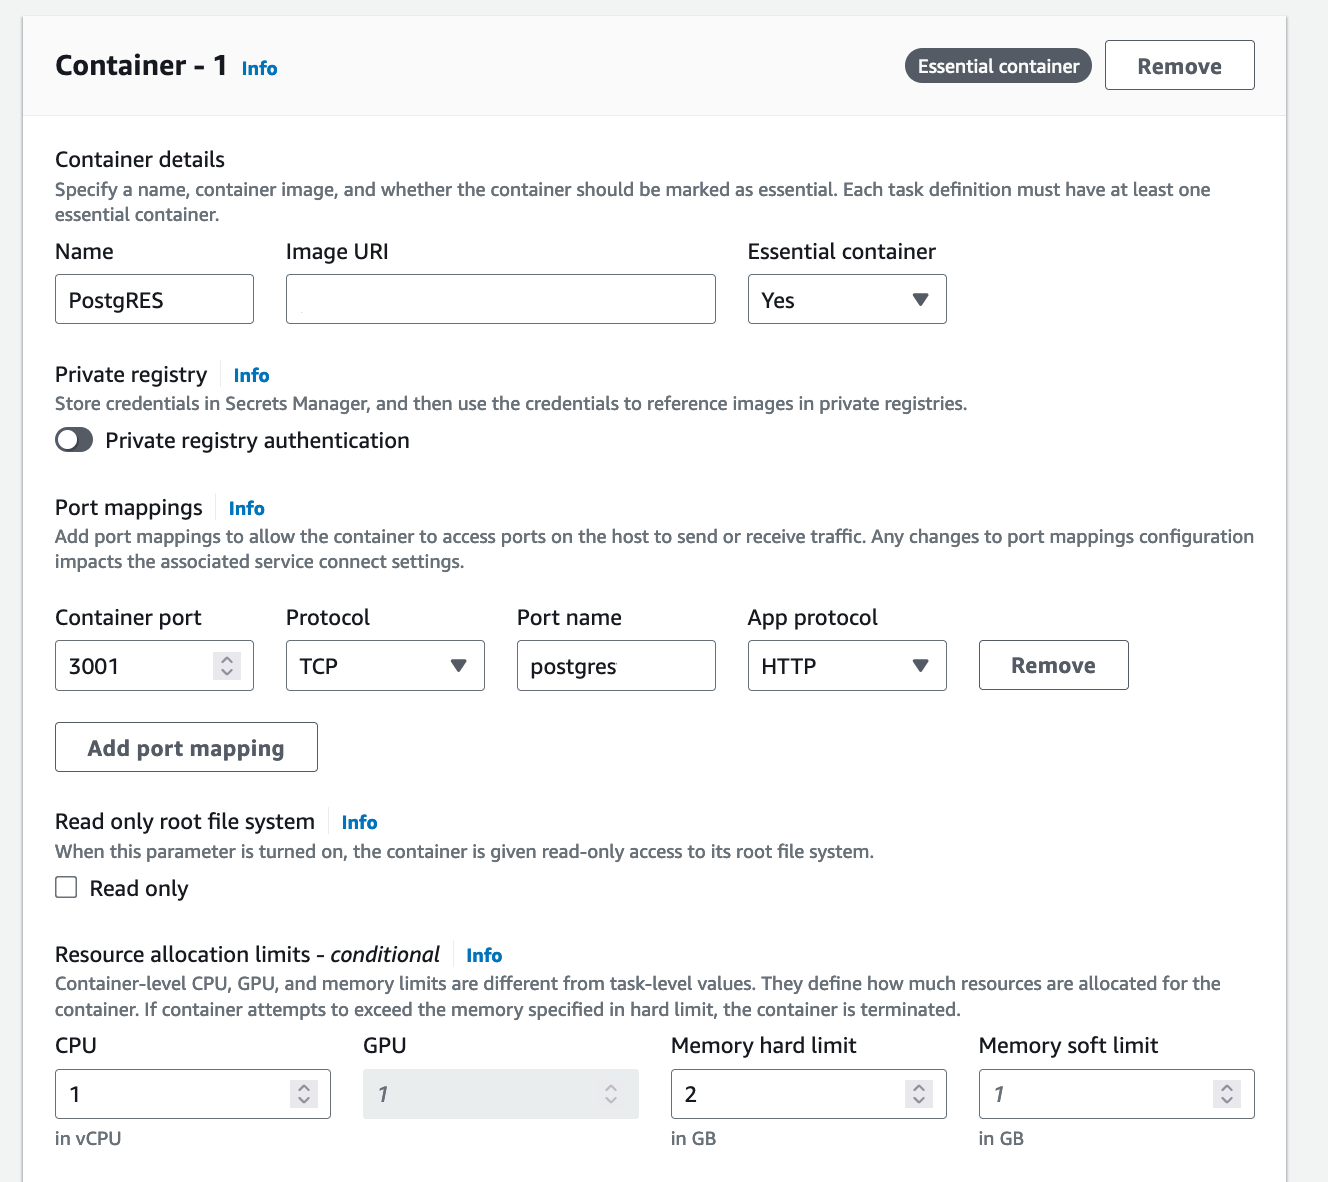 Container - 1 Info Essential container Remove
Container details
Specify a name, container image, and whether the container should be marked as essential. Each task definition must have at least one
essential container.
Name Image URI Essential container
PostgRES Yes
Private registry Info
Store credentials in Secrets Manager, and then use the credentials to reference images in private registries.
Private registry authentication
Port mappings Info
Add port mappings to allow the container to access ports on the host to send or receive traffic. Any changes to port mappings configuration
impacts the associated service connect settings.
Container port Protocol Port name App protocol
3001 TCP postgres HTTP Remove
Add port mapping
Read only root file system Info
When this parameter is turned on, the container is given read-only access to its root file system.
Read only
Resource allocation limits - conditional Info
Container-level CPU, GPU, and memory limits are different from task-level values. They define how much resources are allocated for the
container. If container attempts to exceed the memory specified in hard limit, the container is terminated.
CPU GPU Memory hard limit Memory soft limit
1 1 2 1
in vCPU in GB in GB